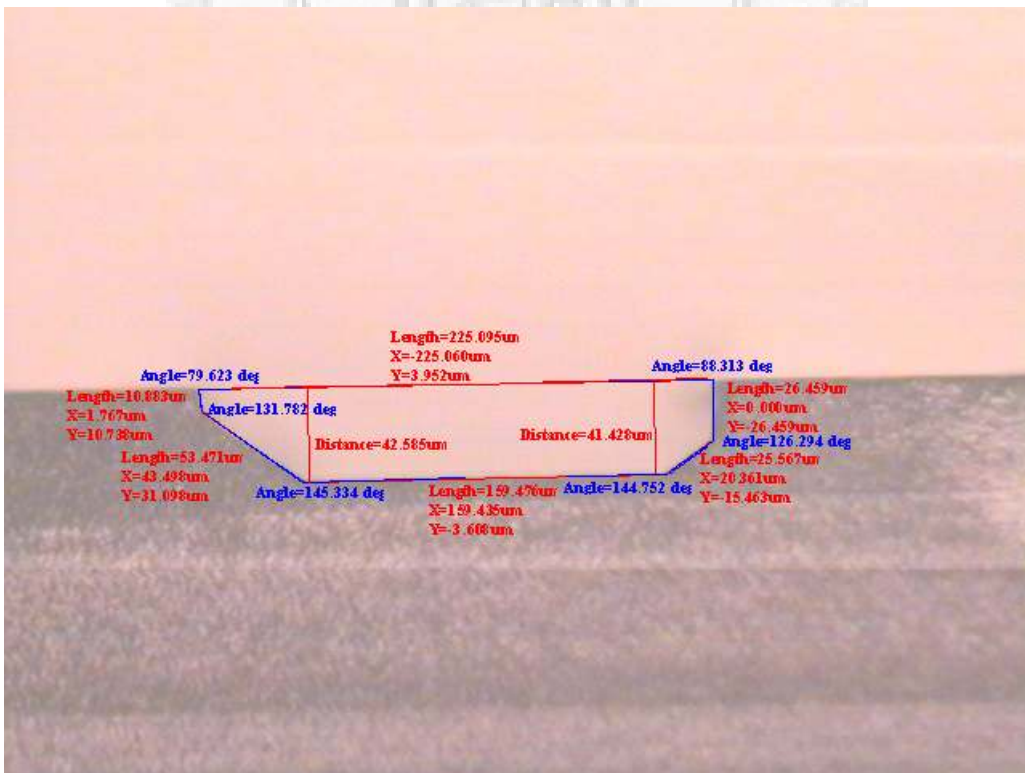 Length=225.095um
X=-225.060um
Y=3.952um
Angle=79.623 deg
Angle=88.313 deg
Length=10.883um
X=1.767um
Y=10.738um
Angle=131.782 deg
Length=26.459um
X=0.000um
Y=-26.459um
Distance=42.585um
Distance=41.428um
Angle=126.294 deg
Length=53.471um
X=43.498um
Y=31.098um
Length=25.567um
X=20.361um
Y=-15.463um
Angle=145.334 deg
Length=159.476um
X=159.435um
Y=-3.608um
Angle=144.752 deg